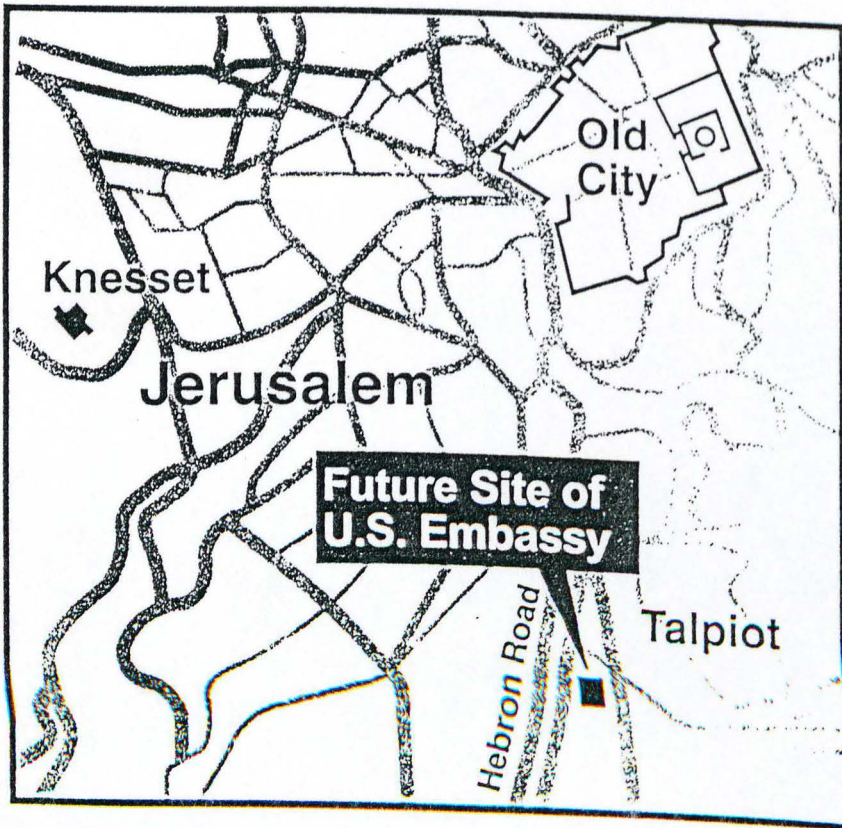 Old
City
Knesset
Jerusalem
Future Site of
U.S. Embassy
Hebron Road
Talpiot